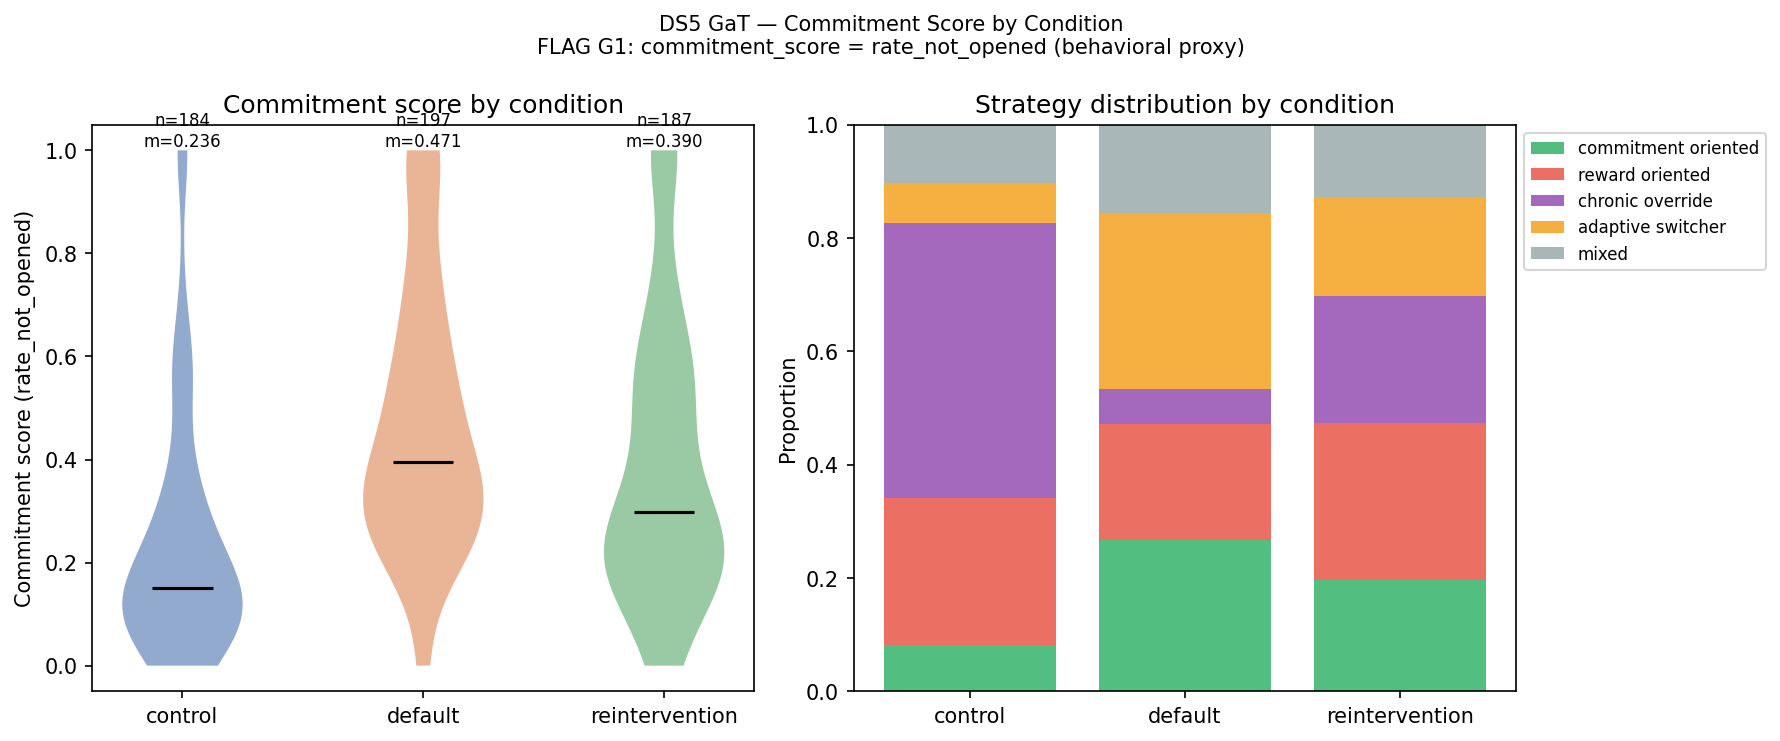 DS5 GaT — Commitment Score by Condition
FLAG G1: commitment_score = rate_not_opened (behavioral proxy)
Commitment score by condition
n=184
m=0.236
n=197
m=0.471
n=187
m=0.390
Commitment score (rate_not_opened)
1.0
0.8
0.6
0.4
0.2
0.0
control
default
reintervention
Strategy distribution by condition
Proportion
1.0
0.8
0.6
0.4
0.2
0.0
control
default
reintervention
commitment oriented
reward oriented
chronic override
adaptive switcher
mixed